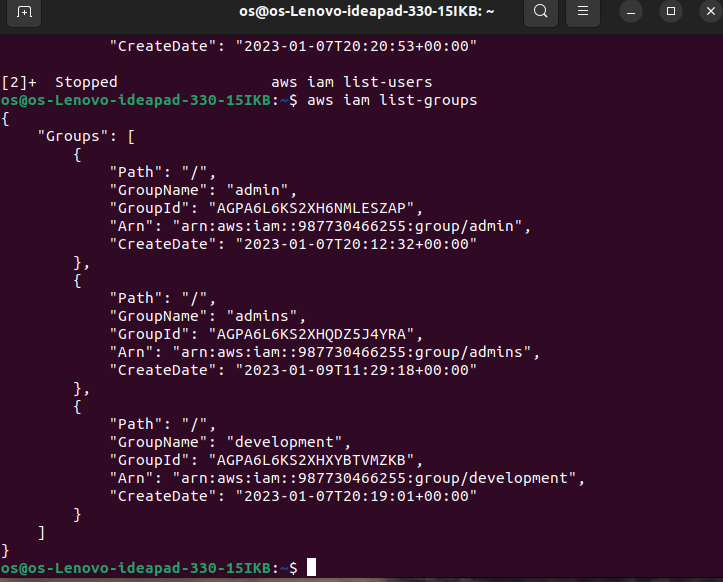 os@os-Lenovo-ideapad-330-15IKB: ~
            "CreateDate": "2023-01-07T20:20:53+00:00"
[2]+  Stopped                 aws iam list-users
os@os-Lenovo-ideapad-330-15IKB:~$ aws iam list-groups
{
    "Groups": [
        {
            "Path": "/",
            "GroupName": "admin",
            "GroupId": "AGPA6L6KS2XH6NMLESZAP",
            "Arn": "arn:aws:iam::987730466255:group/admin",
            "CreateDate": "2023-01-07T20:12:32+00:00"
        },
        {
            "Path": "/",
            "GroupName": "admins",
            "GroupId": "AGPA6L6KS2XHQDZ5J4YRA",
            "Arn": "arn:aws:iam::987730466255:group/admins",
            "CreateDate": "2023-01-09T11:29:18+00:00"
        },
        {
            "Path": "/",
            "GroupName": "development",
            "GroupId": "AGPA6L6KS2XHXYBTVMZKB",
            "Arn": "arn:aws:iam::987730466255:group/development",
            "CreateDate": "2023-01-07T20:19:01+00:00"
        }
    ]
}
os@os-Lenovo-ideapad-330-15IKB:~$